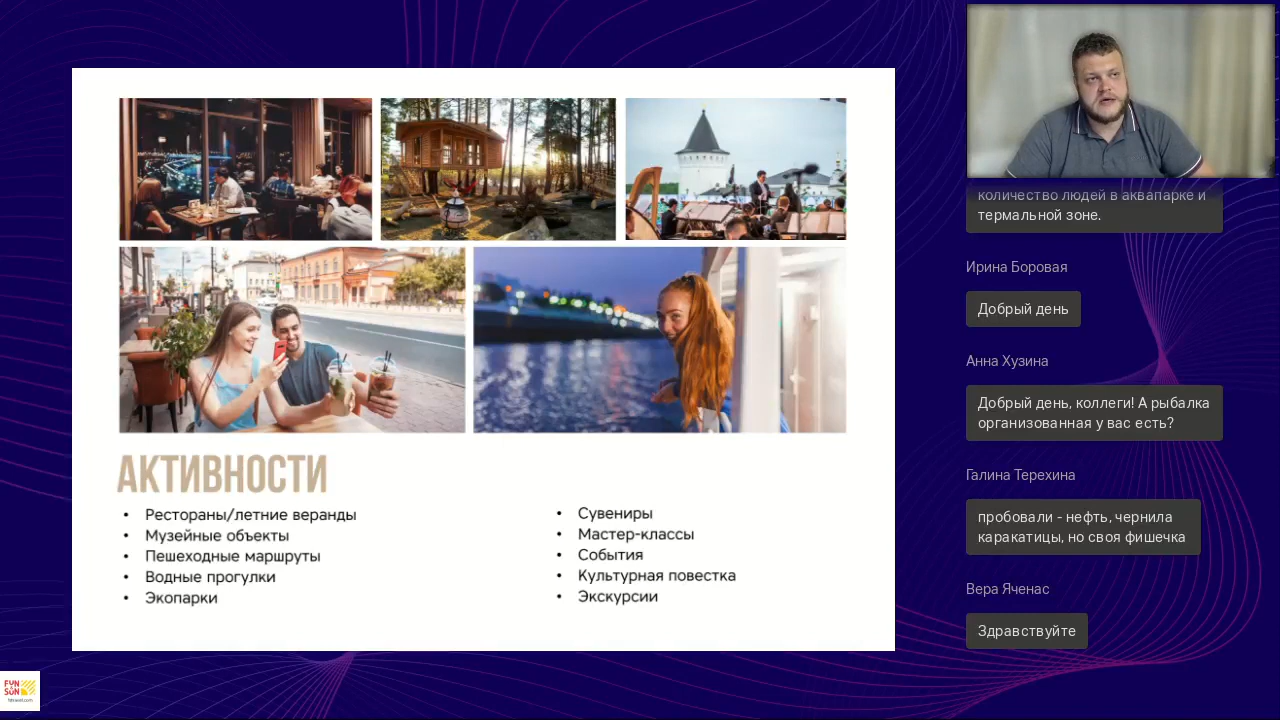 АКТИВНОСТИ
• Рестораны/летние веранды
• Музейные объекты
• Пешеходные маршруты
• Водные прогулки
• Экопарки
• Сувениры
• Мастер-классы
• События
• Культурная повестка
• Экскурсии
количество людей в аквапарке и
термальной зоне.
Ирина Боровая
Добрый день
Анна Хузина
Добрый день, коллеги! А рыбалка
организованная у вас есть?
Галина Терехина
пробовали - нефть, чернила
каракатицы, но своя фишечка
Вера Яченас
Здравствуйте
FUN
SUN